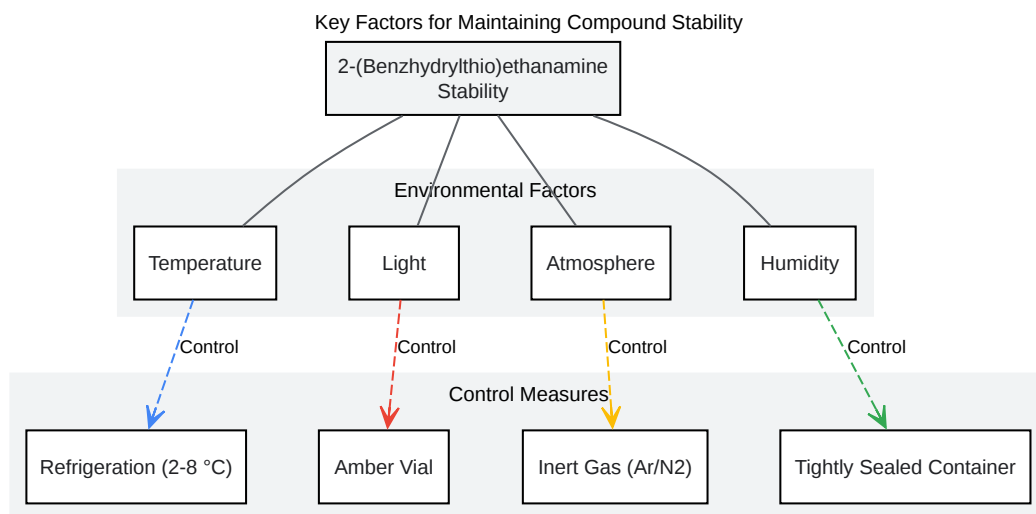 Key Factors for Maintaining Compound Stability
2-(Benzhydrylthio)ethanamine
Stability
Environmental Factors
Temperature
Light
Atmosphere
Humidity
Control
Control
Control
Control
Control Measures
Refrigeration (2-8 °C)
Amber Vial
Inert Gas (Ar/N2)
Tightly Sealed Container